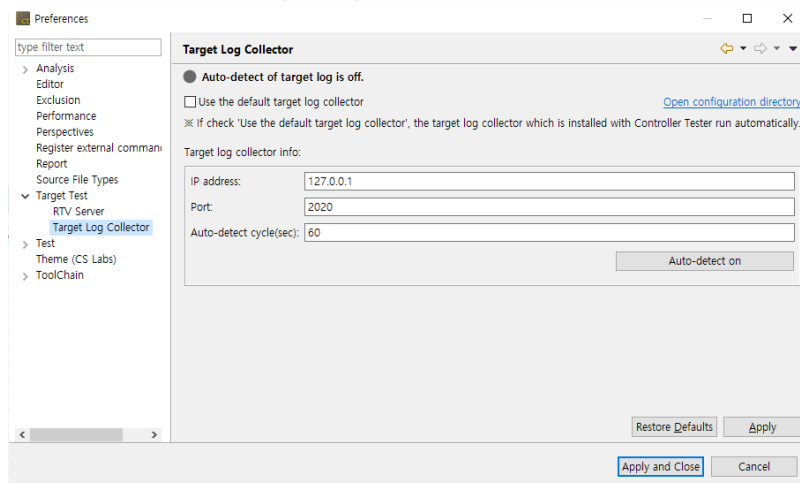 CT Preferences
type filter text
Analysis
Editor
Exclusion
Performance
Perspectives
Register external comman
Report
Source File Types
Target Test
RTV Server
Target Log Collector
Test
Theme (CS Labs)
ToolChain
Target Log Collector
Auto-detect of target log is off.
Use the default target log collector
Open configuration directory
※ If check 'Use the default target log collector', the target log collector which is installed with Controller Tester run automatically.
Target log collector info:
IP address: 127.0.0.1
Port: 2020
Auto-detect cycle(sec): 60
Auto-detect on
Restore Defaults Apply
Apply and Close Cancel